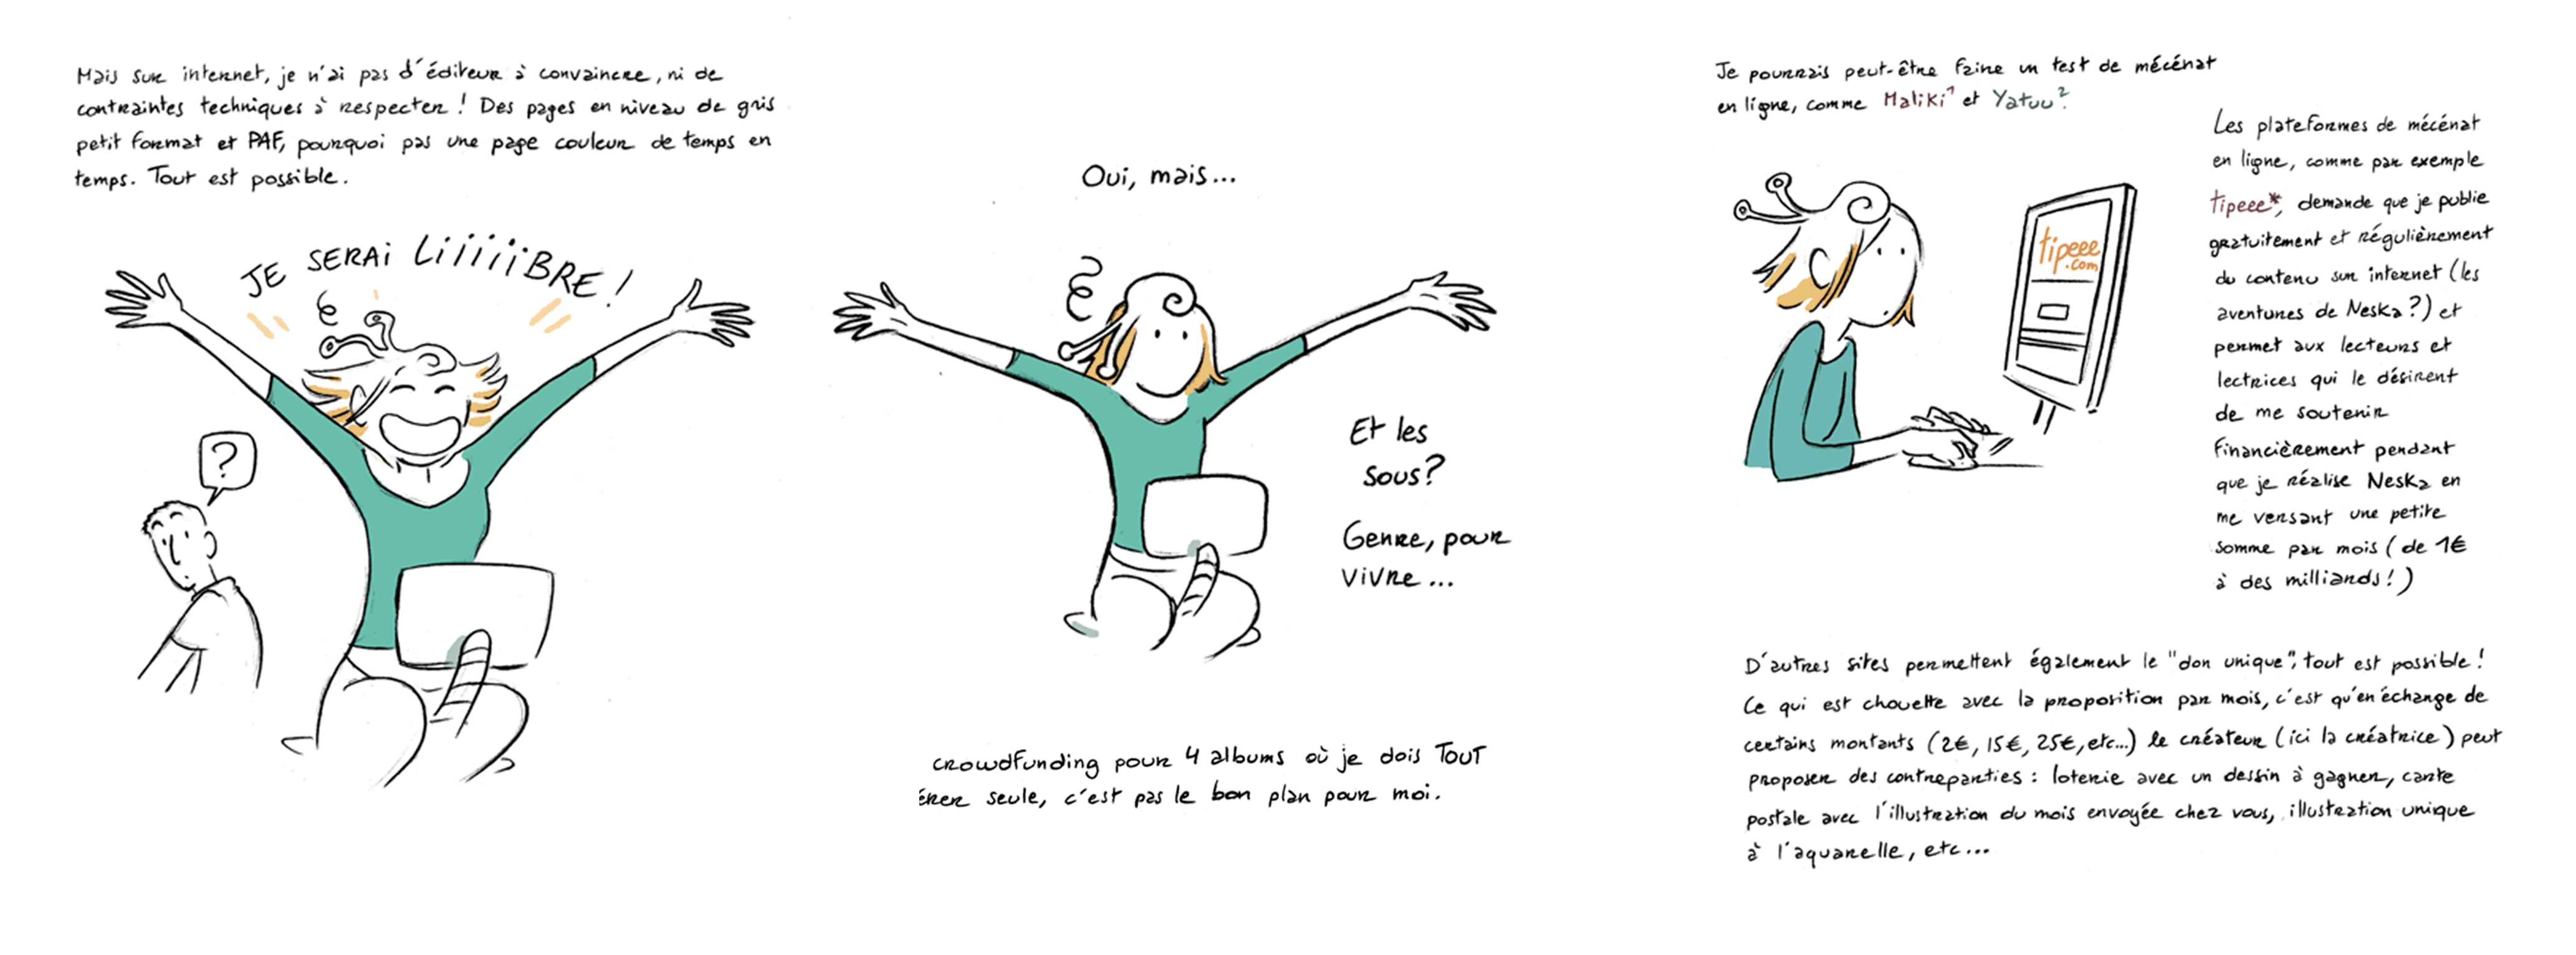 Mais sur internet, je n'ai pas d'éditeur à convaincre, ni de
contraintes techniques à respecter ! Des pages en niveau de gris
petit format et PAF, pourquoi pas une page couleur de temps en
temps. Tout est possible.
JE SERAI LiiiiiBRE !
?
Oui, mais...
Et les
sous?
Genre, pour
vivre...
crowdfunding pour 4 albums où je dois TOUT
érer seule, c'est pas le bon plan pour moi.
Je pourrais peut-être faire un test de mécénat
en ligne, comme Maliki¹ et Yatuu².
tipeee
.com
Les plateformes de mécénat
en ligne, comme par exemple
tipeee*, demande que je publie
gratuitement et régulièrement
du contenu sur internet (les
aventures de Neska ?) et
permet aux lecteurs et
lectrices qui le désirent
de me soutenir
financièrement pendant
que je réalise Neska en
me versant une petite
somme par mois ( de 1€
à des milliards ! )
D'autres sites permettent également le "don unique", tout est possible !
Ce qui est chouette avec la proposition par mois, c'est qu'en échange de
certains montants (2€, 15€, 25€, etc...) le créateur (ici la créatrice) peut
proposer des contreparties : loterie avec un dessin à gagner, carte
postale avec l'illustration du mois envoyée chez vous, illustration unique
à l'aquarelle, etc...